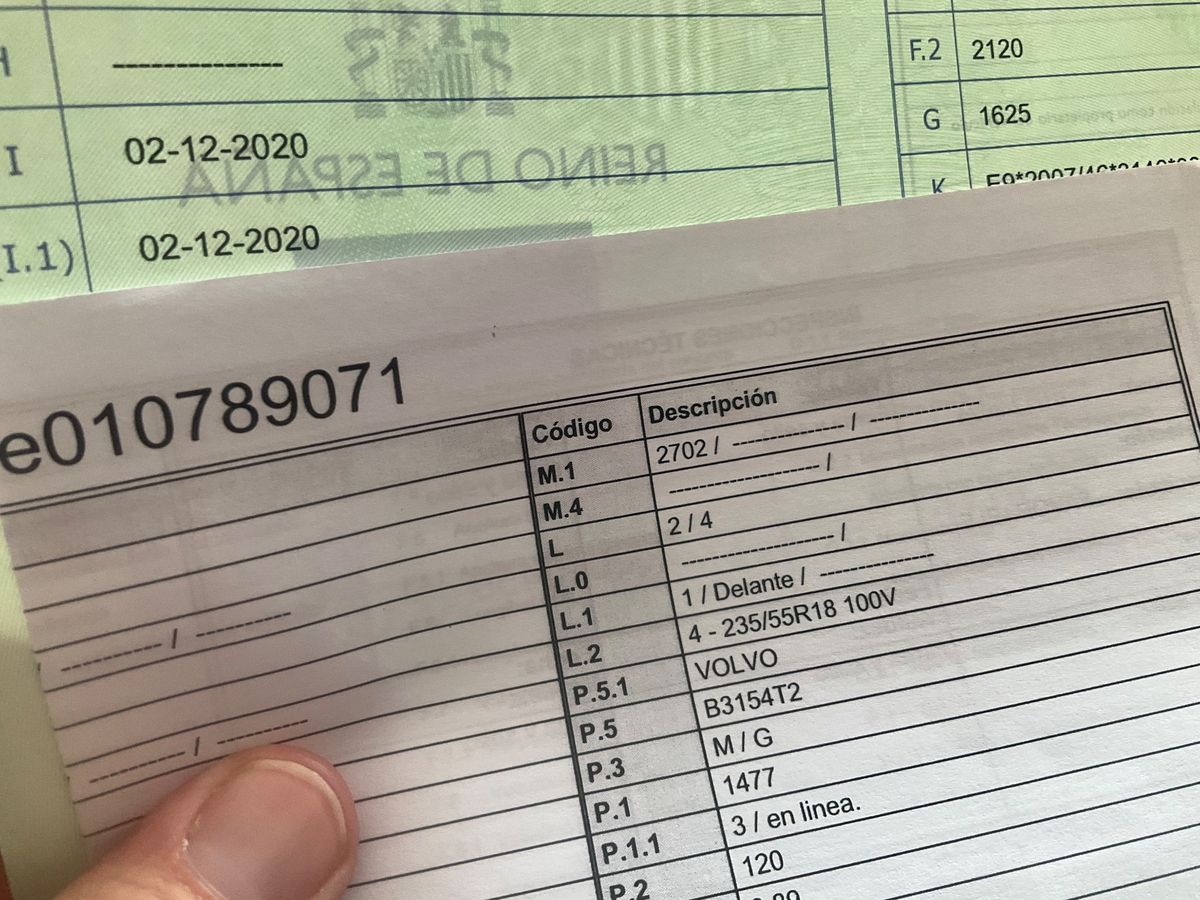 H ---------------
I 02-12-2020
(I.1) 02-12-2020
REINO DE ESPAÑA
F.2 2120
G 1625
K
e010789071
INSPECCIONES TÉCNICAS
Código Descripción
M.1 2702 / --------------- / ---------------
M.4 --------------------- /
L 2 / 4
L.0 --------------------- /
L.1 1 / Delante / ---------------
L.2 4 - 235/55R18 100V
P.5.1 VOLVO
P.5 B3154T2
P.3 M / G
P.1 1477
P.1.1 3 / en linea.
P.2 120
------------- / ------------
------------- / ------------